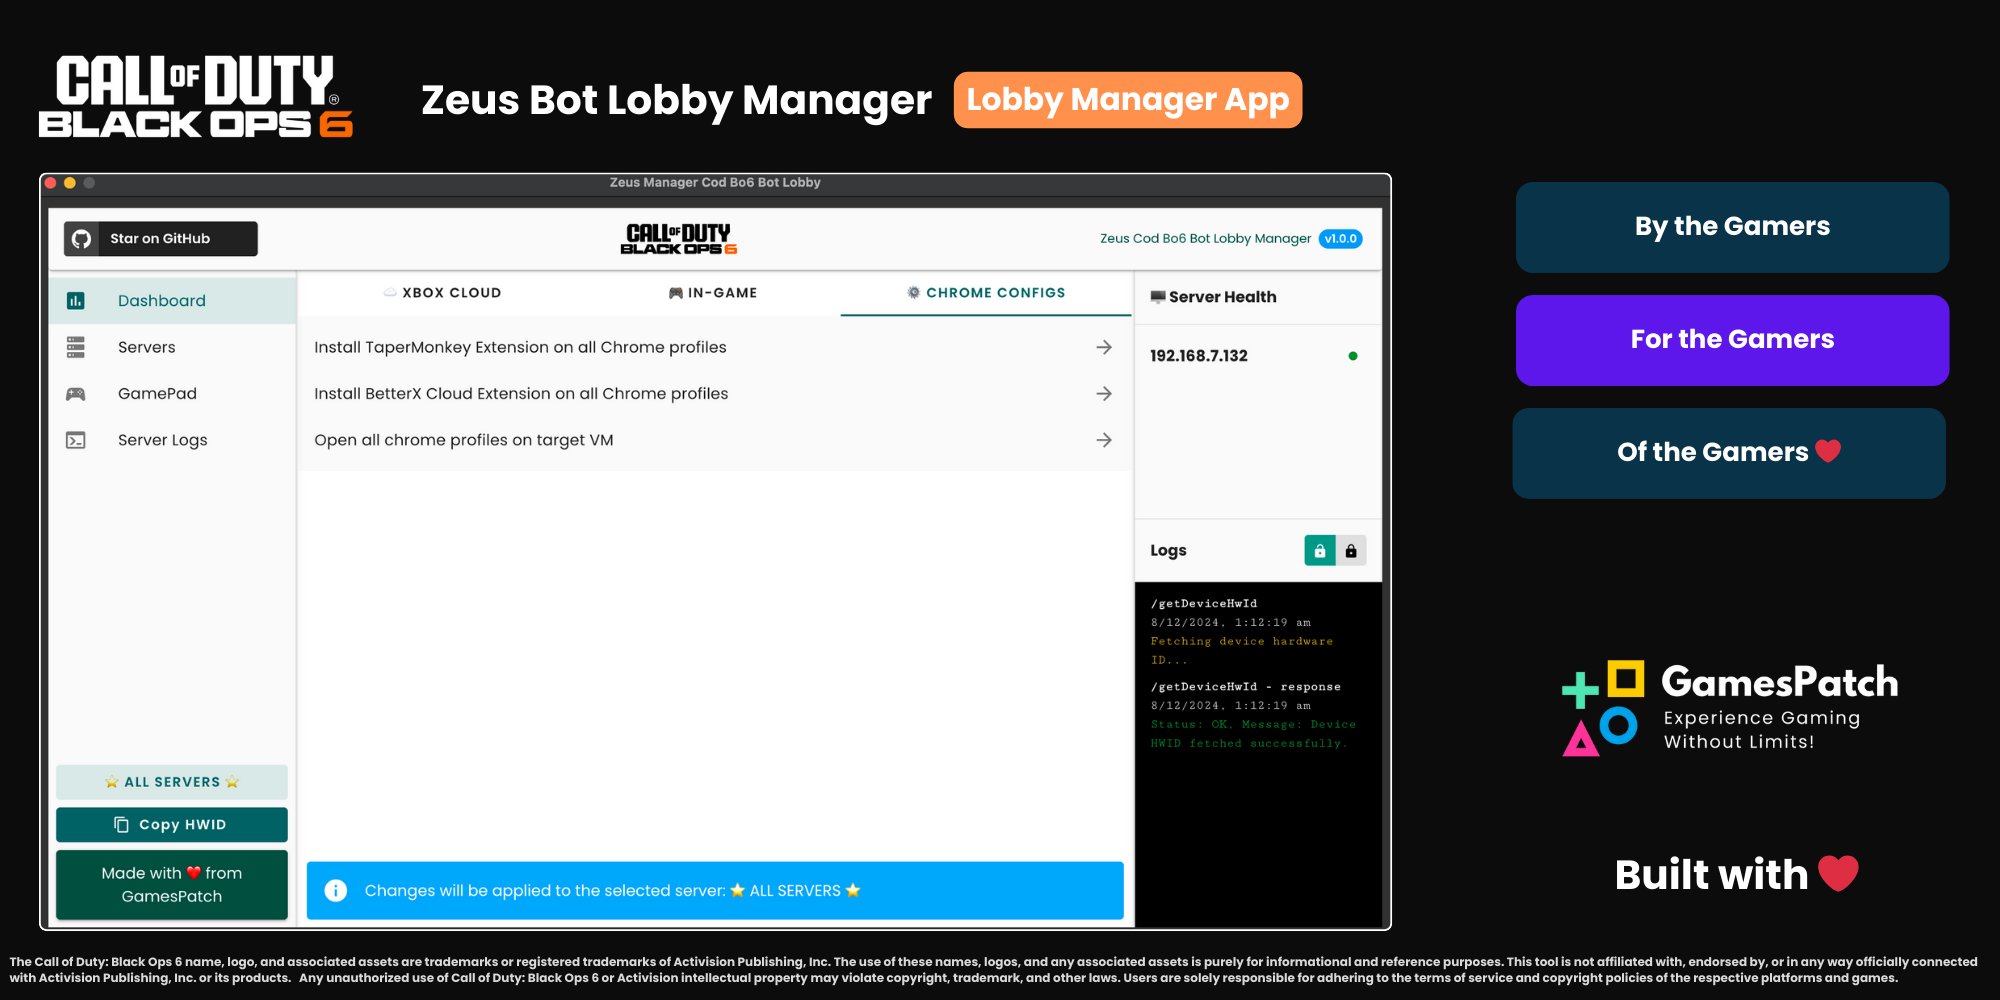 CALL OF DUTY®
BLACK OPS 6
Zeus Bot Lobby Manager
Lobby Manager App
Zeus Manager Cod Bo6 Bot Lobby
Star on GitHub
CALL OF DUTY
BLACK OPS 6
Zeus Cod Bo6 Bot Lobby Manager v1.0.0
Dashboard
Servers
GamePad
Server Logs
XBOX CLOUD
IN-GAME
CHROME CONFIGS
Install TaperMonkey Extension on all Chrome profiles
Install BetterX Cloud Extension on all Chrome profiles
Open all chrome profiles on target VM
Server Health
192.168.7.132
Logs
/getDeviceHwId
8/12/2024, 1:12:19 am
Fetching device hardware
ID...
/getDeviceHwId - response
8/12/2024, 1:12:19 am
Status: OK, Message: Device
HWID fetched successfully.
⭐ ALL SERVERS ⭐
Copy HWID
Made with ❤️ from
GamesPatch
Changes will be applied to the selected server: ⭐ ALL SERVERS ⭐
By the Gamers
For the Gamers
Of the Gamers ❤️
GamesPatch
Experience Gaming
Without Limits!
Built with ❤️
The Call of Duty: Black Ops 6 name, logo, and associated assets are trademarks or registered trademarks of Activision Publishing, Inc. The use of these names, logos, and any associated assets is purely for informational and reference purposes. This tool is not affiliated with, endorsed by, or in any way officially connected
with Activision Publishing, Inc. or its products. Any unauthorized use of Call of Duty: Black Ops 6 or Activision intellectual property may violate copyright, trademark, and other laws. Users are solely responsible for adhering to the terms of service and copyright policies of the respective platforms and games.